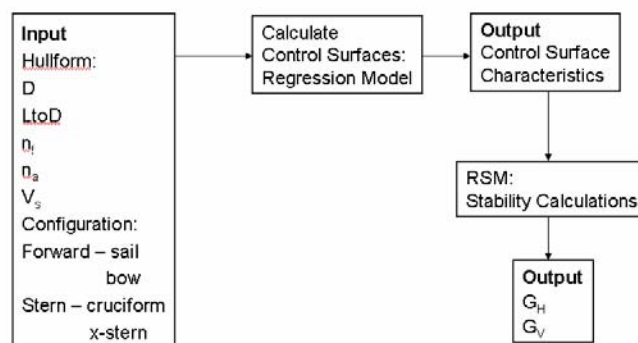 Input
Hullform:
D
LtoD
nf
na
Vs
Configuration:
Forward – sail
bow
Stern – cruciform
x-stern
Calculate
Control Surfaces:
Regression Model
Output
Control Surface
Characteristics
RSM:
Stability Calculations
Output
GH
GV